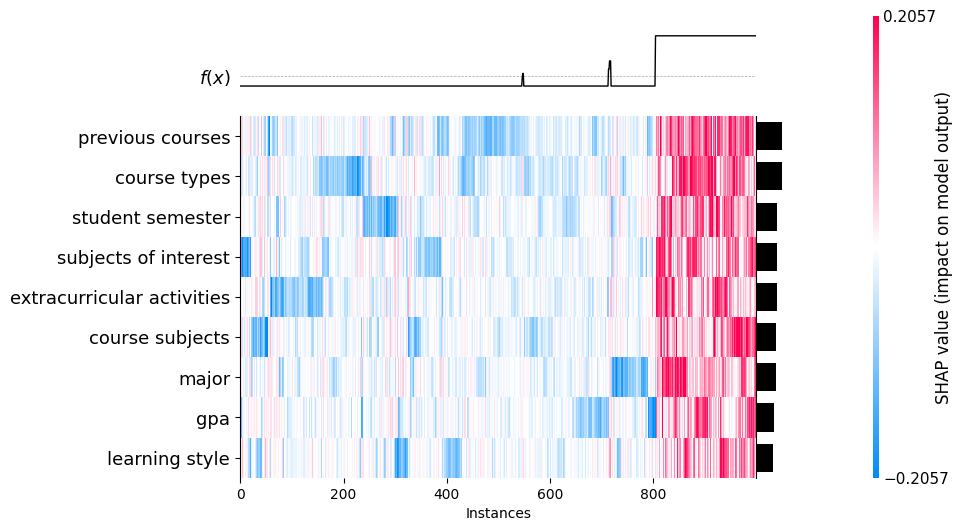 0.2057
f(x)
previous courses
course types
student semester
subjects of interest
extracurricular activities
course subjects
major
gpa
learning style
0 200 400 600 800
Instances
−0.2057
SHAP value (impact on model output)